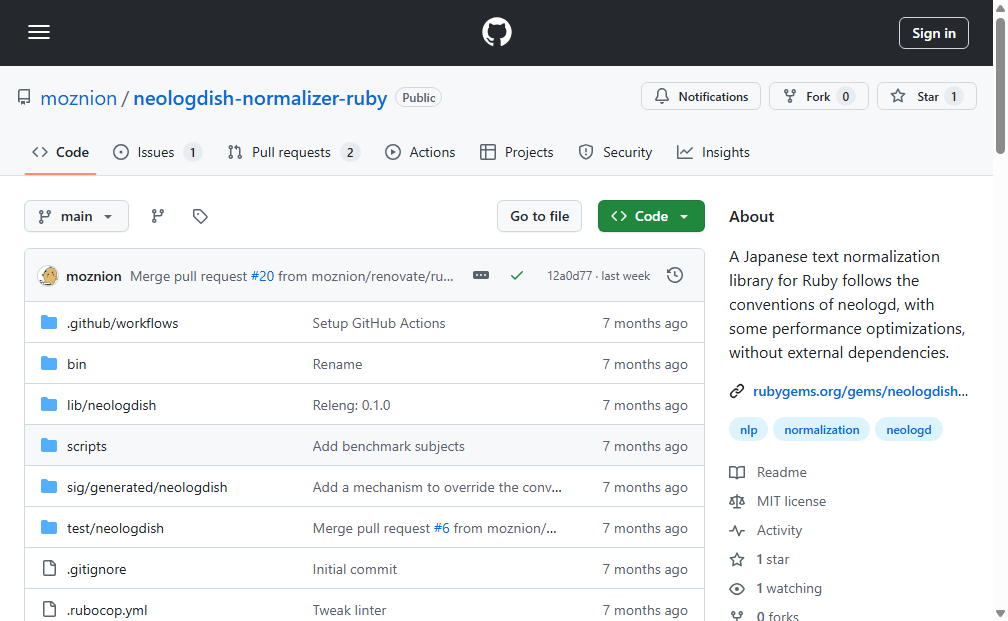 Sign in
moznion / neologdish-normalizer-ruby Public
Notifications Fork 0 Star 1
Code Issues 1 Pull requests 2 Actions Projects Security Insights
main Go to file Code
moznion Merge pull request #20 from moznion/renovate/ru... 12a0d77 · last week
.github/workflows Setup GitHub Actions 7 months ago
bin Rename 7 months ago
lib/neologdish Releng: 0.1.0 7 months ago
scripts Add benchmark subjects 7 months ago
sig/generated/neologdish Add a mechanism to override the conv... 7 months ago
test/neologdish Merge pull request #6 from moznion/... 7 months ago
.gitignore Initial commit 7 months ago
.rubocop.yml Tweak linter 7 months ago
About
A Japanese text normalization
library for Ruby follows the
conventions of neologd, with
some performance optimizations,
without external dependencies.
rubygems.org/gems/neologdish...
nlp normalization neologd
Readme
MIT license
Activity
1 star
1 watching
0 forks